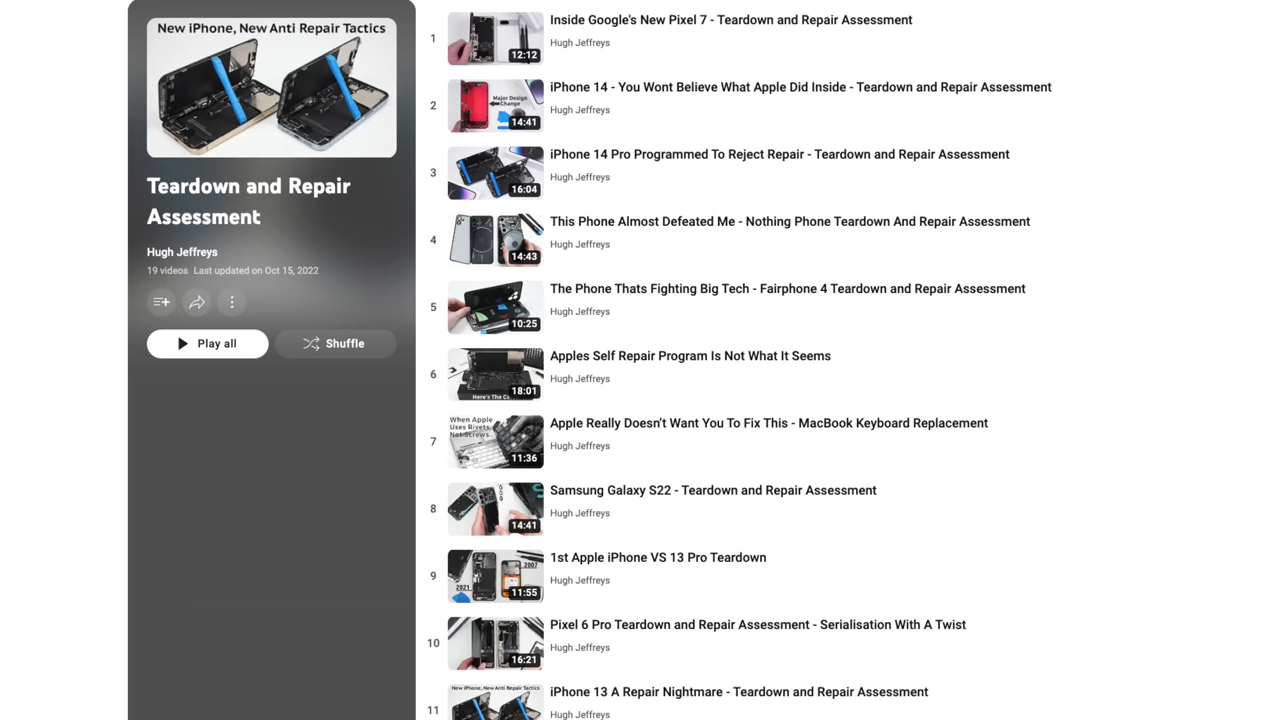 New iPhone, New Anti Repair Tactics
Teardown and Repair
Assessment
Hugh Jeffreys
19 videos Last updated on Oct 15, 2022
Play all
Shuffle
1
12:12
Inside Google's New Pixel 7 - Teardown and Repair Assessment
Hugh Jeffreys
2
Major Design
Change
14:41
iPhone 14 - You Wont Believe What Apple Did Inside - Teardown and Repair Assessment
Hugh Jeffreys
3
16:04
iPhone 14 Pro Programmed To Reject Repair - Teardown and Repair Assessment
Hugh Jeffreys
4
14:43
This Phone Almost Defeated Me - Nothing Phone Teardown And Repair Assessment
Hugh Jeffreys
5
10:25
The Phone Thats Fighting Big Tech - Fairphone 4 Teardown and Repair Assessment
Hugh Jeffreys
6
Here's The
18:01
Apples Self Repair Program Is Not What It Seems
Hugh Jeffreys
7
When Apple
Uses Rivets
Not Screws
11:36
Apple Really Doesn’t Want You To Fix This - MacBook Keyboard Replacement
Hugh Jeffreys
8
14:41
Samsung Galaxy S22 - Teardown and Repair Assessment
Hugh Jeffreys
9
2007
2021
11:55
1st Apple iPhone VS 13 Pro Teardown
Hugh Jeffreys
10
16:21
Pixel 6 Pro Teardown and Repair Assessment - Serialisation With A Twist
Hugh Jeffreys
11
New iPhone, New Anti Repair Tactics
iPhone 13 A Repair Nightmare - Teardown and Repair Assessment
Hugh Jeffreys